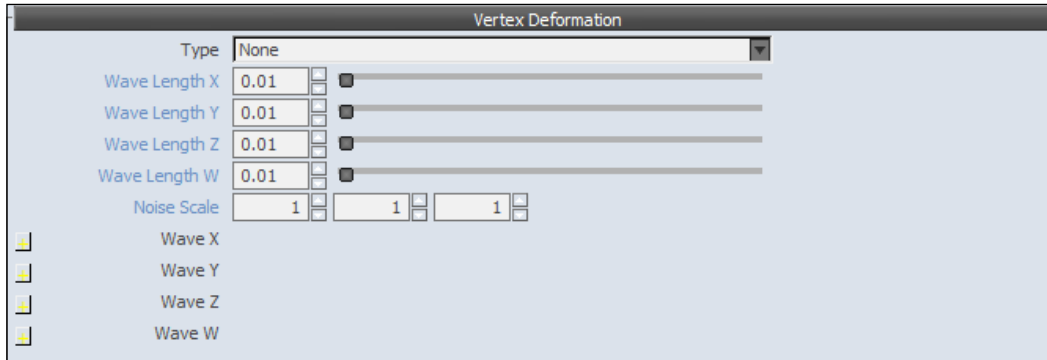 Vertex Deformation
Type None
Wave Length X 0.01
Wave Length Y 0.01
Wave Length Z 0.01
Wave Length W 0.01
Noise Scale 1 1 1
Wave X
Wave Y
Wave Z
Wave W